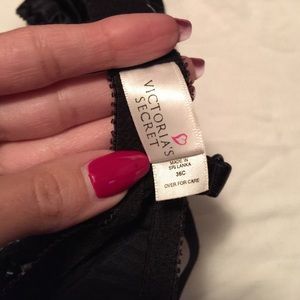 VICTORIA'S
SECRET
MADE IN
SRI LANKA
36C
OVER FOR CARE